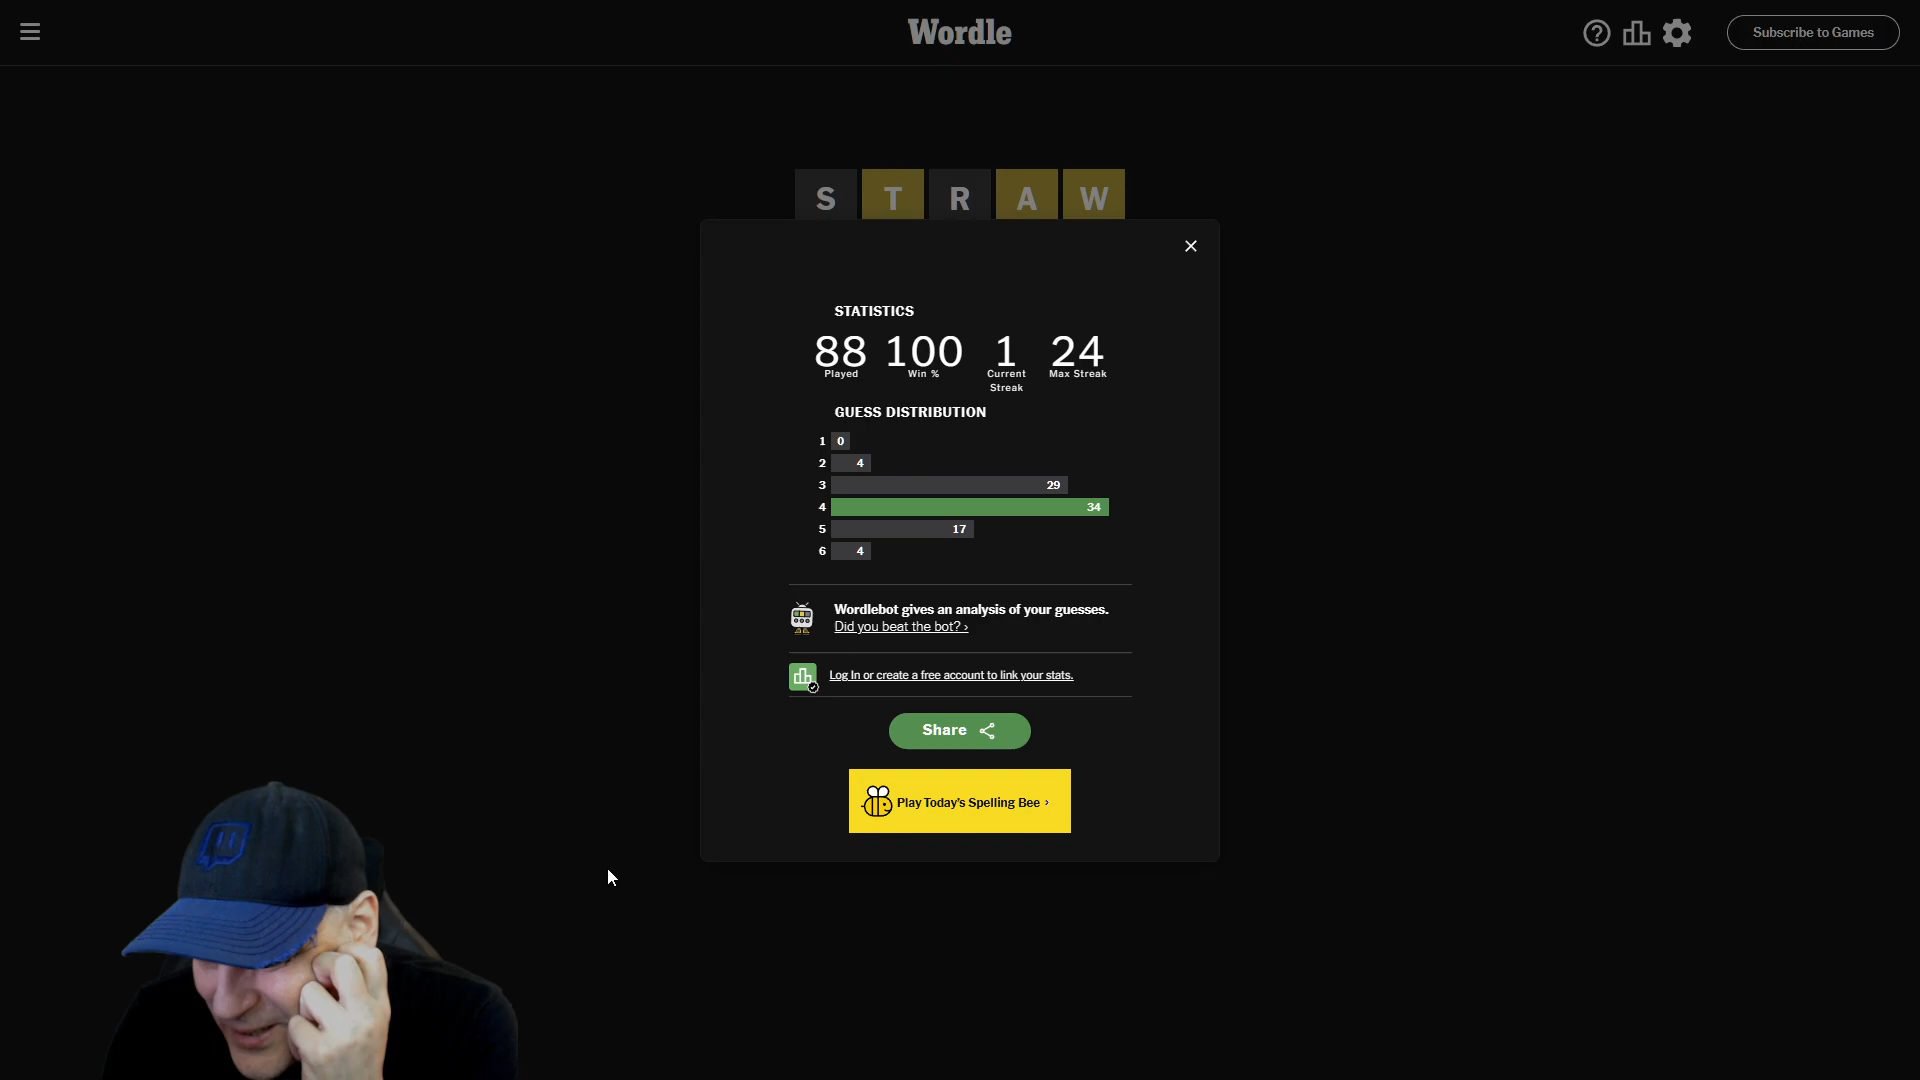 Wordle
Subscribe to Games
STRAW
STATISTICS
88 100 1 24
Played Win % Current Streak Max Streak
GUESS DISTRIBUTION
1 0
2 4
3 29
4 34
5 17
6 4
Wordlebot gives an analysis of your guesses.
Did you beat the bot? ›
Log In or create a free account to link your stats.
Share
Play Today's Spelling Bee ›